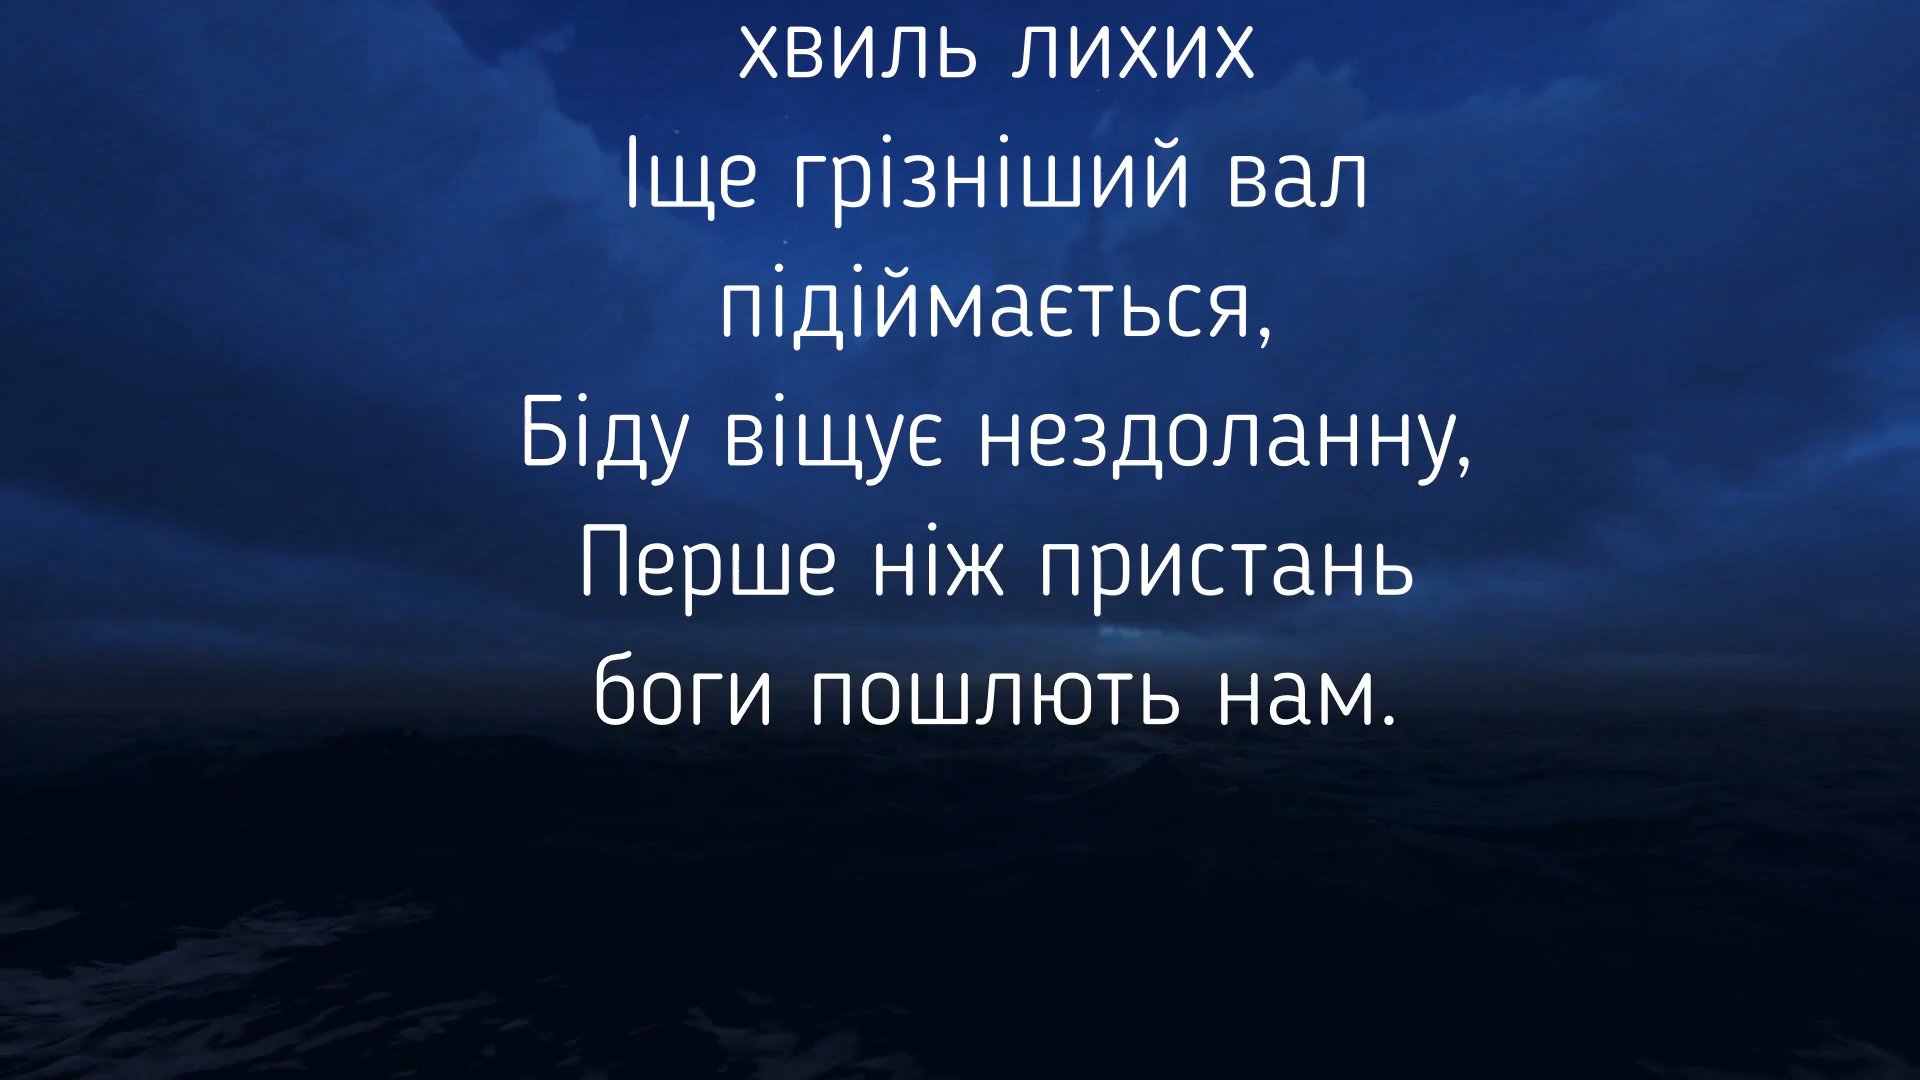 хвиль лихих
Іще грізніший вал
підіймається,
Біду віщує нездоланну,
Перше ніж пристань
боги пошлють нам.